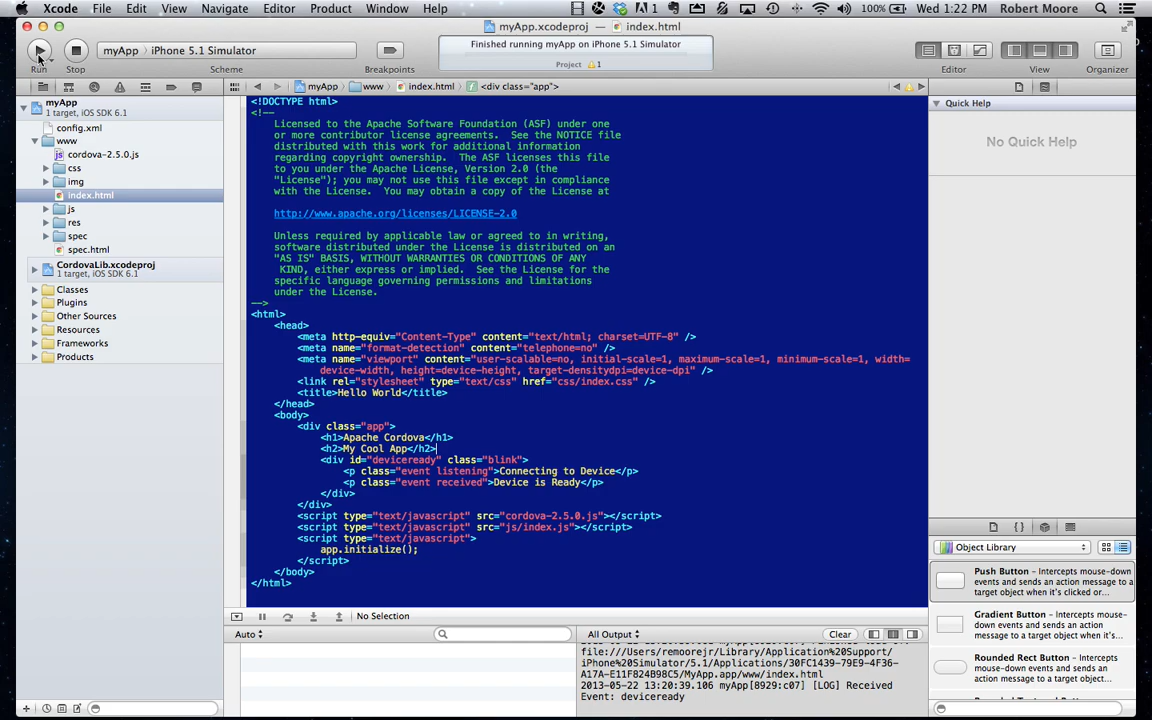 Xcode File Edit View Navigate Editor Product Window Help 1 100% Wed 1:22 PM Robert Moore
myApp.xcodeproj — index.html
Run Stop
myApp 〉 iPhone 5.1 Simulator
Scheme
Breakpoints
Finished running myApp on iPhone 5.1 Simulator
Project 1
Editor View Organizer
myApp www index.html <div class="app">
Quick Help
No Quick Help
myApp
1 target, iOS SDK 6.1
config.xml
www
cordova-2.5.0.js
css
img
index.html
js
res
spec
spec.html
CordovaLib.xcodeproj
1 target, iOS SDK 6.1
Classes
Plugins
Other Sources
Resources
Frameworks
Products
<!DOCTYPE html>
<!--
Licensed to the Apache Software Foundation (ASF) under one
or more contributor license agreements.  See the NOTICE file
distributed with this work for additional information
regarding copyright ownership.  The ASF licenses this file
to you under the Apache License, Version 2.0 (the
"License"); you may not use this file except in compliance
with the License.  You may obtain a copy of the License at
http://www.apache.org/licenses/LICENSE-2.0
Unless required by applicable law or agreed to in writing,
software distributed under the License is distributed on an
"AS IS" BASIS, WITHOUT WARRANTIES OR CONDITIONS OF ANY
KIND, either express or implied.  See the License for the
specific language governing permissions and limitations
under the License.
-->
<html>
<head>
<meta http-equiv="Content-Type" content="text/html; charset=UTF-8" />
<meta name="format-detection" content="telephone=no" />
<meta name="viewport" content="user-scalable=no, initial-scale=1, maximum-scale=1, minimum-scale=1, width=
device-width, height=device-height, target-densitydpi=device-dpi" />
<link rel="stylesheet" type="text/css" href="css/index.css" />
<title>Hello World</title>
</head>
<body>
<div class="app">
<h1>Apache Cordova</h1>
<h2>My Cool App</h2>
<div id="deviceready" class="blink">
<p class="event listening">Connecting to Device</p>
<p class="event received">Device is Ready</p>
</div>
</div>
<script type="text/javascript" src="cordova-2.5.0.js"></script>
<script type="text/javascript" src="js/index.js"></script>
<script type="text/javascript">
app.initialize();
</script>
</body>
</html>
No Selection
Auto
All Output
Clear
file:///Users/remoorejr/Library/Application%20Support/
iPhone%20Simulator/5.1/Applications/30FC1439-79E9-4F36-
A17A-E11F824B98C5/MyApp.app/www/index.html
2013-05-22 13:20:39.106 myApp[8929:c07] [LOG] Received
Event: deviceready
Object Library
Push Button – Intercepts mouse-
down events and sends an action
message to a target object when it's clicked or...
Gradient Button – Intercepts mouse-
down events and sends an action
message to a target object when it's...
Rounded Rect Button – Intercepts
mouse-down events and sends an
action message to a target object...